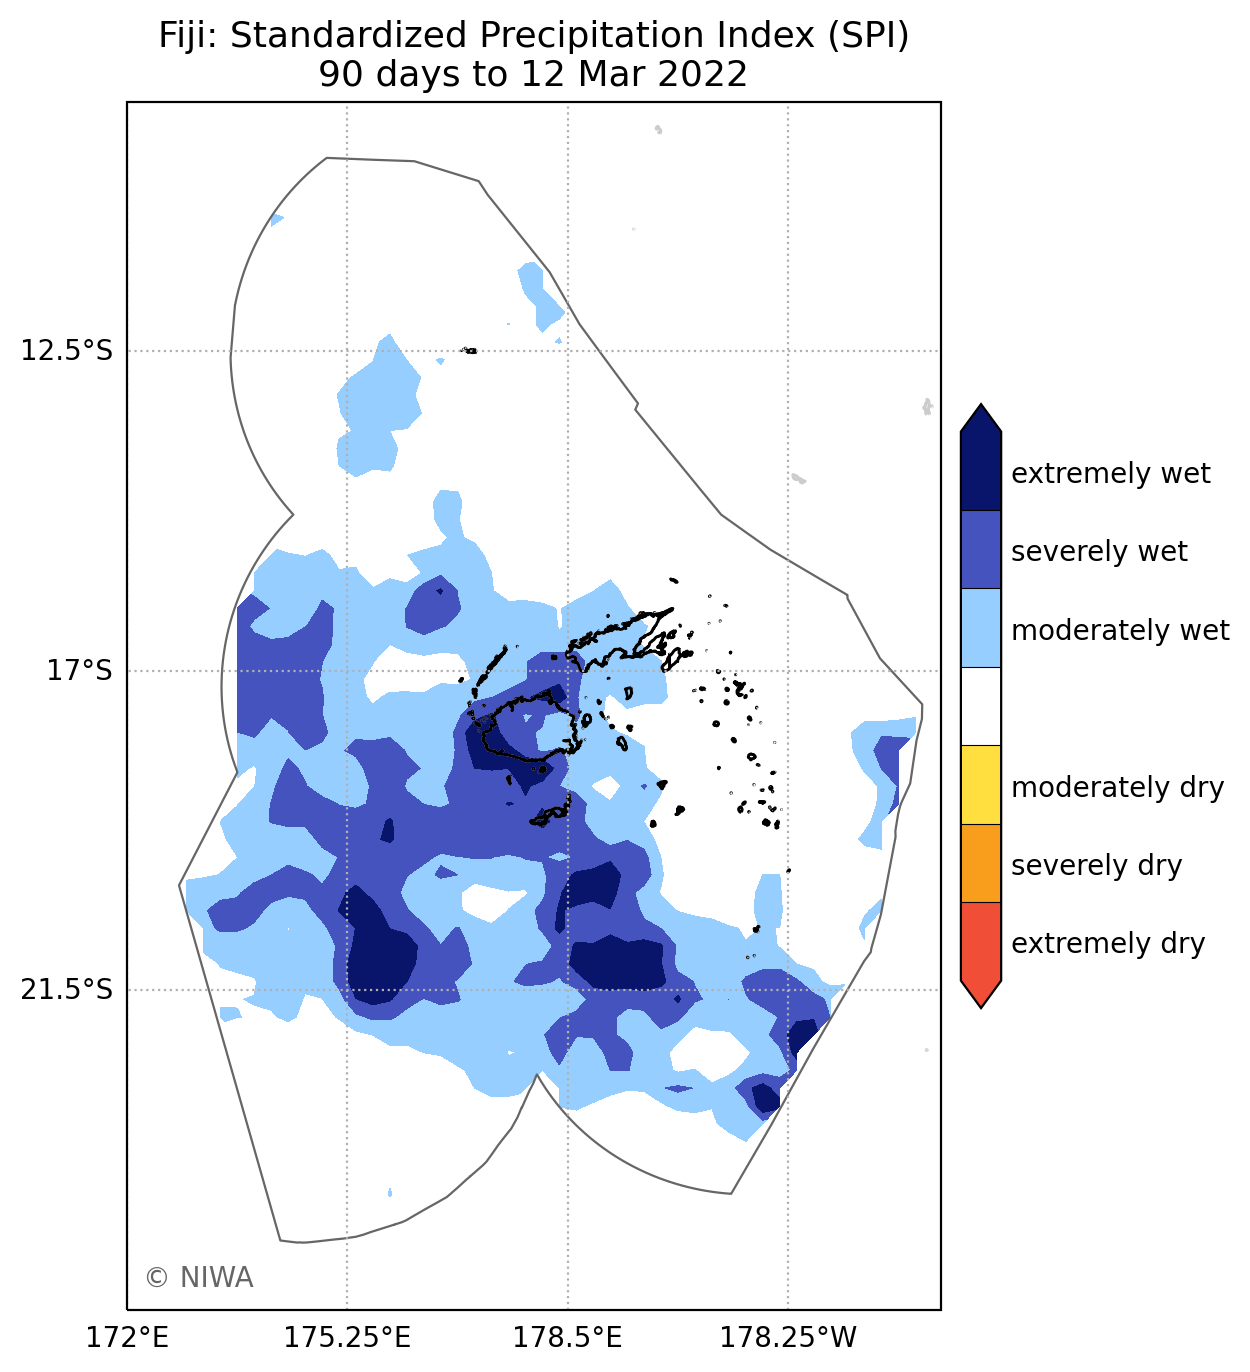 Fiji: Standardized Precipitation Index (SPI)
90 days to 12 Mar 2022
12.5°S
17°S
21.5°S
extremely wet
severely wet
moderately wet
moderately dry
severely dry
extremely dry
© NIWA
172°E
175.25°E
178.5°E
178.25°W